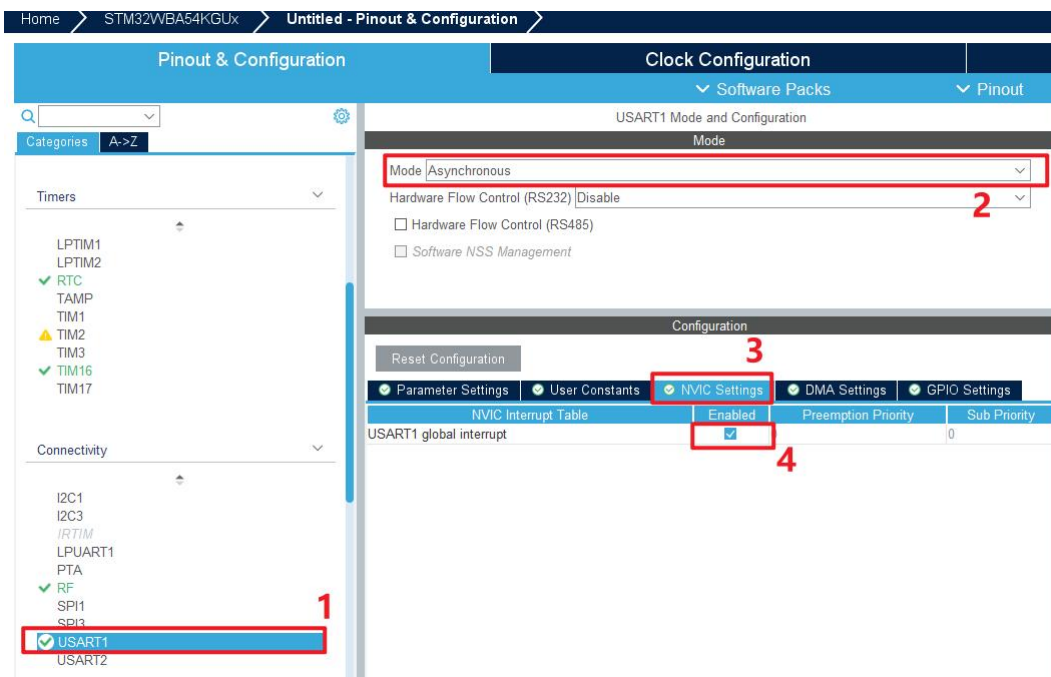 Home STM32WBA54KGUx Untitled - Pinout & Configuration
Pinout & Configuration Clock Configuration
Software Packs Pinout
USART1 Mode and Configuration
Categories A->Z
Mode
Mode Asynchronous
Hardware Flow Control (RS232) Disable
2
Hardware Flow Control (RS485)
Software NSS Management
Timers
LPTIM1
LPTIM2
RTC
TAMP
TIM1
TIM2
TIM3
TIM16
TIM17
Configuration
Reset Configuration
3
Parameter Settings User Constants NVIC Settings DMA Settings GPIO Settings
NVIC Interrupt Table Enabled Preemption Priority Sub Priority
USART1 global interrupt 0
4
Connectivity
I2C1
I2C3
IRTIM
LPUART1
PTA
RF
SPI1
SPI3
1
USART1
USART2